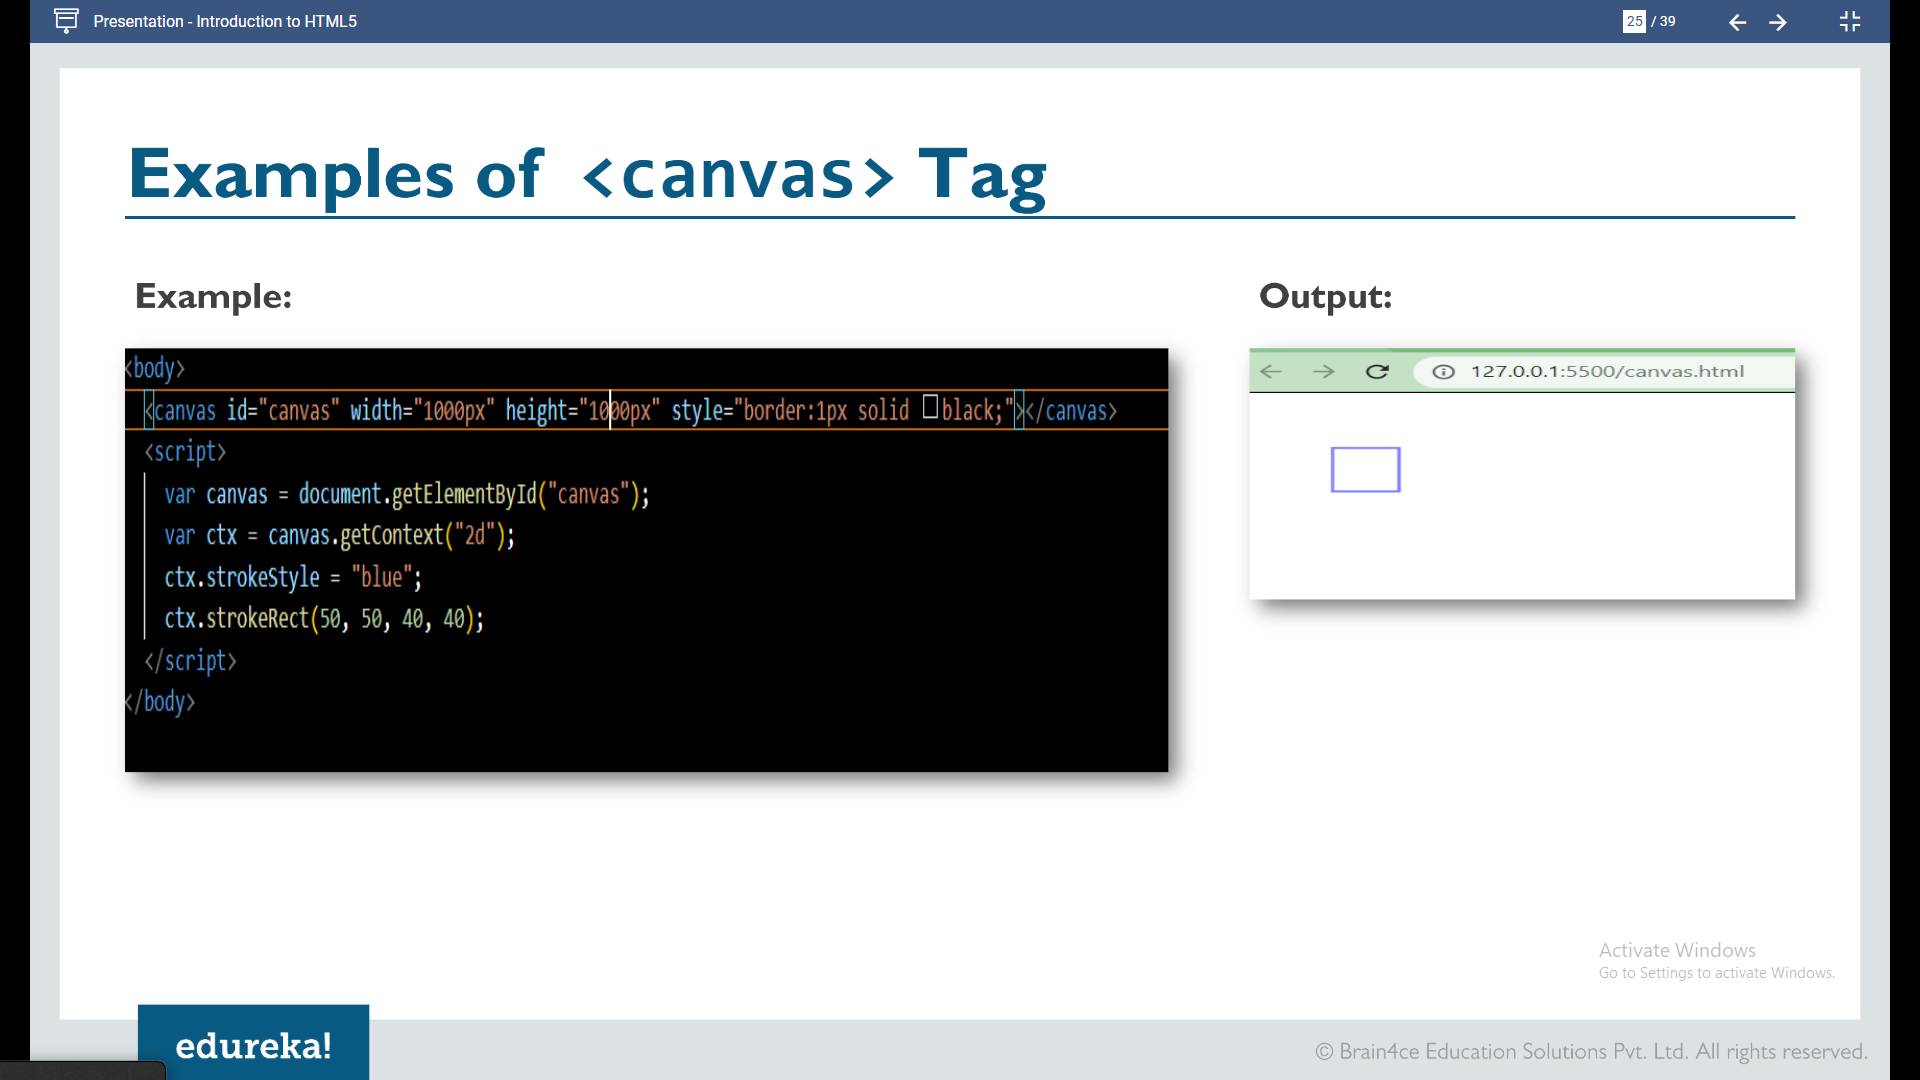 Presentation - Introduction to HTML5
25 / 39
Examples of <canvas> Tag
Example:
Output:
<body>
<canvas id="canvas" width="1000px" height="1000px" style="border:1px solid black;"></canvas>
<script>
var canvas = document.getElementById("canvas");
var ctx = canvas.getContext("2d");
ctx.strokeStyle = "blue";
ctx.strokeRect(50, 50, 40, 40);
</script>
</body>
127.0.0.1:5500/canvas.html
Activate Windows
Go to Settings to activate Windows.
edureka!
© Brain4ce Education Solutions Pvt. Ltd. All rights reserved.